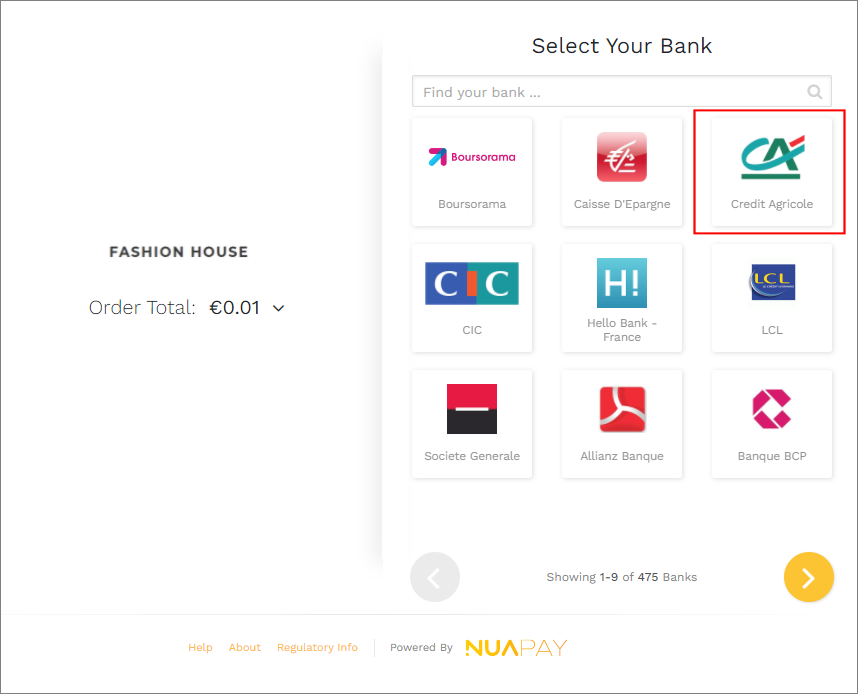 Select Your Bank
Find your bank ...
Boursorama
Boursorama
Caisse D'Epargne
Credit Agricole
FASHION HOUSE
Order Total: €0.01
CIC
CIC
H!
Hello Bank -
France
LCL
LCL
Societe Generale
Allianz Banque
Banque BCP
Showing 1-9 of 475 Banks
Help About Regulatory Info Powered By NUAPAY